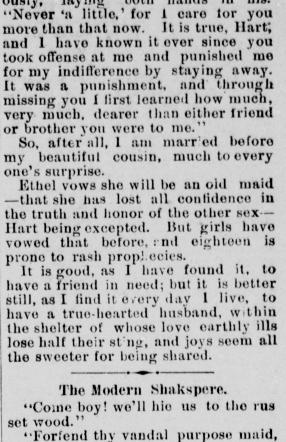 ously, laying both hands in his.
"Never 'a little,' for I care for you
more than that now. It is true, Hart;
and I have known it ever since you
took offense at me and punished me
for my indifference by staying away.
It was a punishment, and through
missing you I first learned how much,
very much, dearer than either friend
or brother you were to me."
So, after all, I am married before
my beautiful cousin, much to every
one's surprise.
Ethel vows she will be an old maid
—that she has lost all confidence in
the truth and honor of the other sex—
Hart being excepted. But girls have
vowed that before, and eighteen is
prone to rash prophecies.
It is good, as I have found it, to
have a friend in need; but it is better
still, as I find it every day I live, to
have a true-hearted husband, within
the shelter of whose love earthly ills
lose half their sting, and joys seem all
the sweeter for being shared.
The Modern Shakspere.
"Come boy! we'll hie us to the rus
set wood."
"Forfend thy vandal purpose maid,